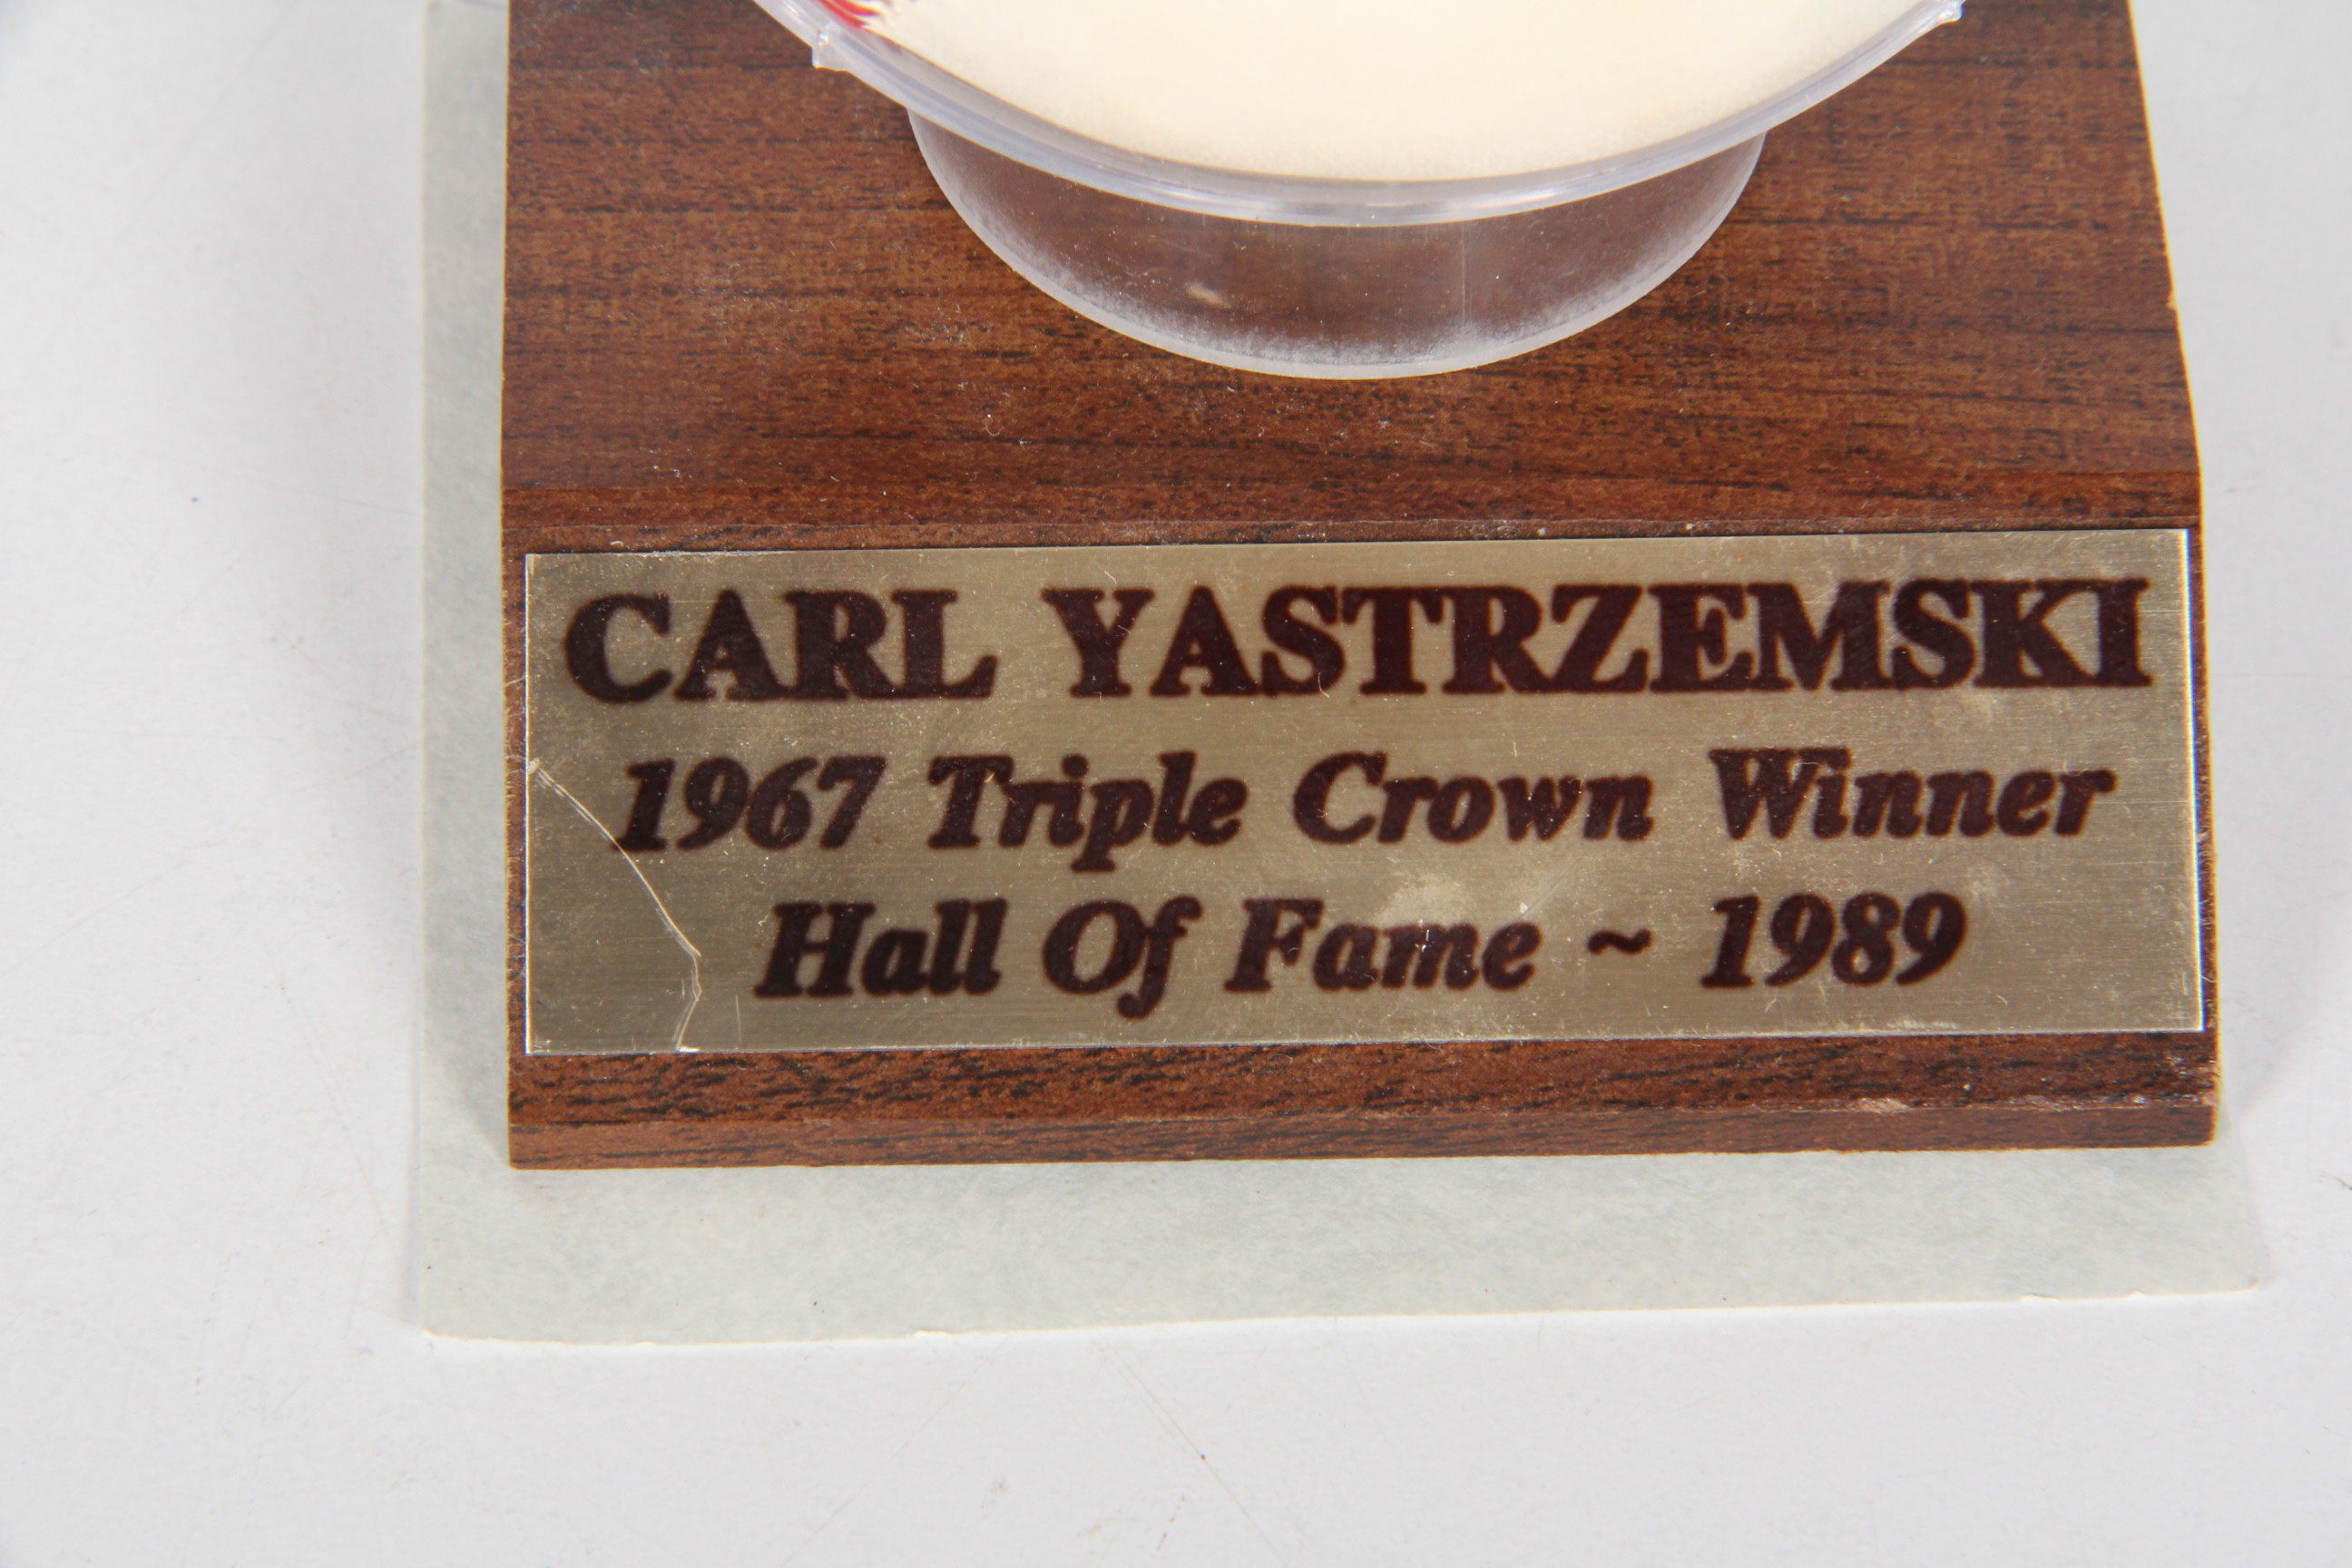 CARL YASTRZEMSKI
1967 Triple Crown Winner
Hall Of Fame ~ 1989